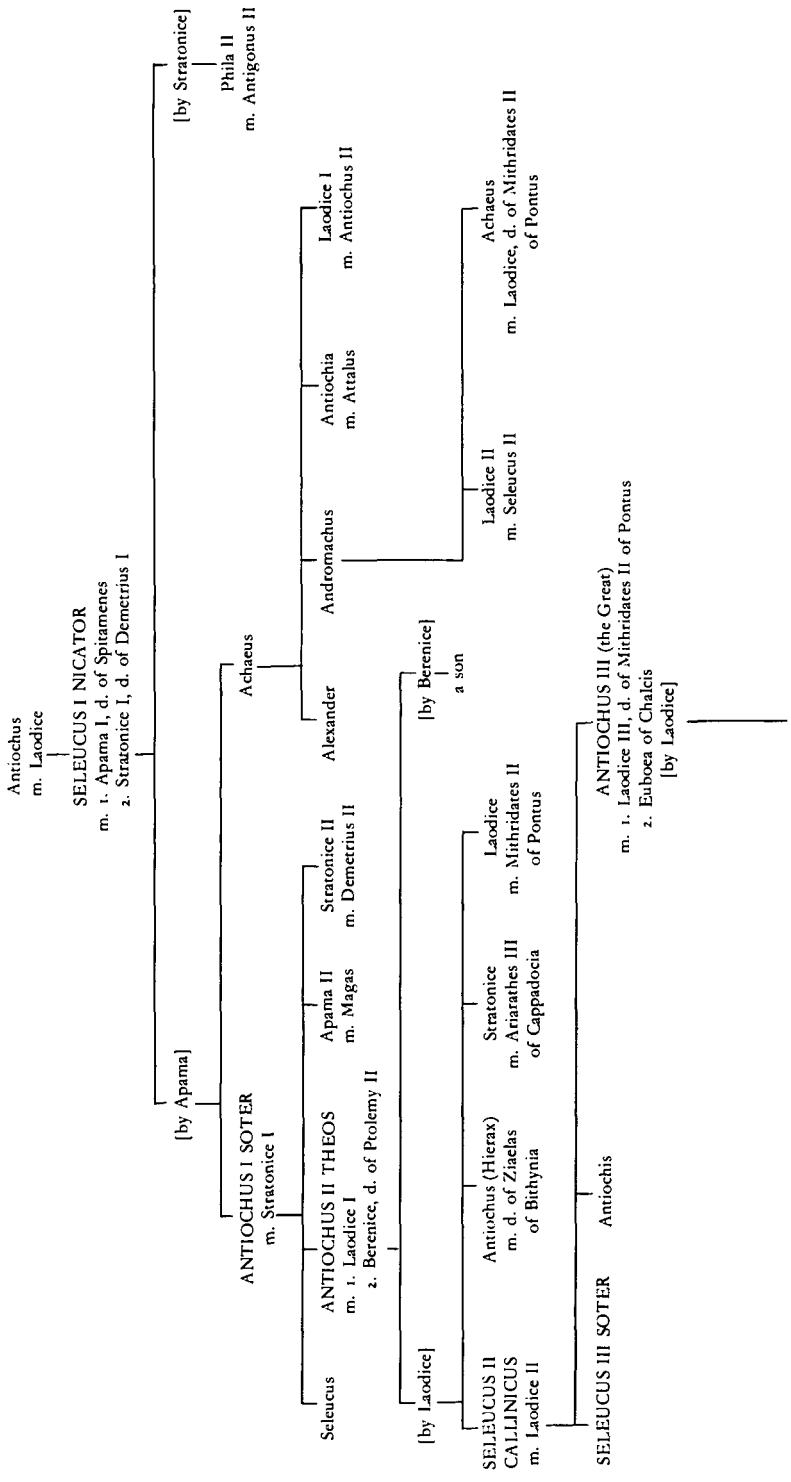 Antiochus
m. Laodice
SELEUCUS I NICATOR
m. 1. Apama I, d. of Spitamenes
2. Stratonice I, d. of Demetrius I
[by Apama]
[by Stratonice]
ANTIOCHUS I SOTER
m. Stratonice I
Achaeus
Phila II
m. Antigonus II
Seleucus
ANTIOCHUS II THEOS
m. 1. Laodice I
2. Berenice, d. of Ptolemy II
Apama II
m. Magas
Stratonice II
m. Demetrius II
Alexander
Andromachus
Antiochia
m. Attalus
Laodice I
m. Antiochus II
[by Laodice]
[by Berenice]
a son
SELEUCUS II
CALLINICUS
m. Laodice II
Antiochus (Hierax)
m. d. of Ziaelas
of Bithynia
Stratonice
m. Ariarathes III
of Cappadocia
Laodice
m. Mithridates II
of Pontus
Laodice II
m. Seleucus II
Achaeus
m. Laodice, d. of Mithridates II
of Pontus
SELEUCUS III SOTER
Antiochis
ANTIOCHUS III (the Great)
m. 1. Laodice III, d. of Mithridates II of Pontus
2. Euboea of Chalcis
[by Laodice]